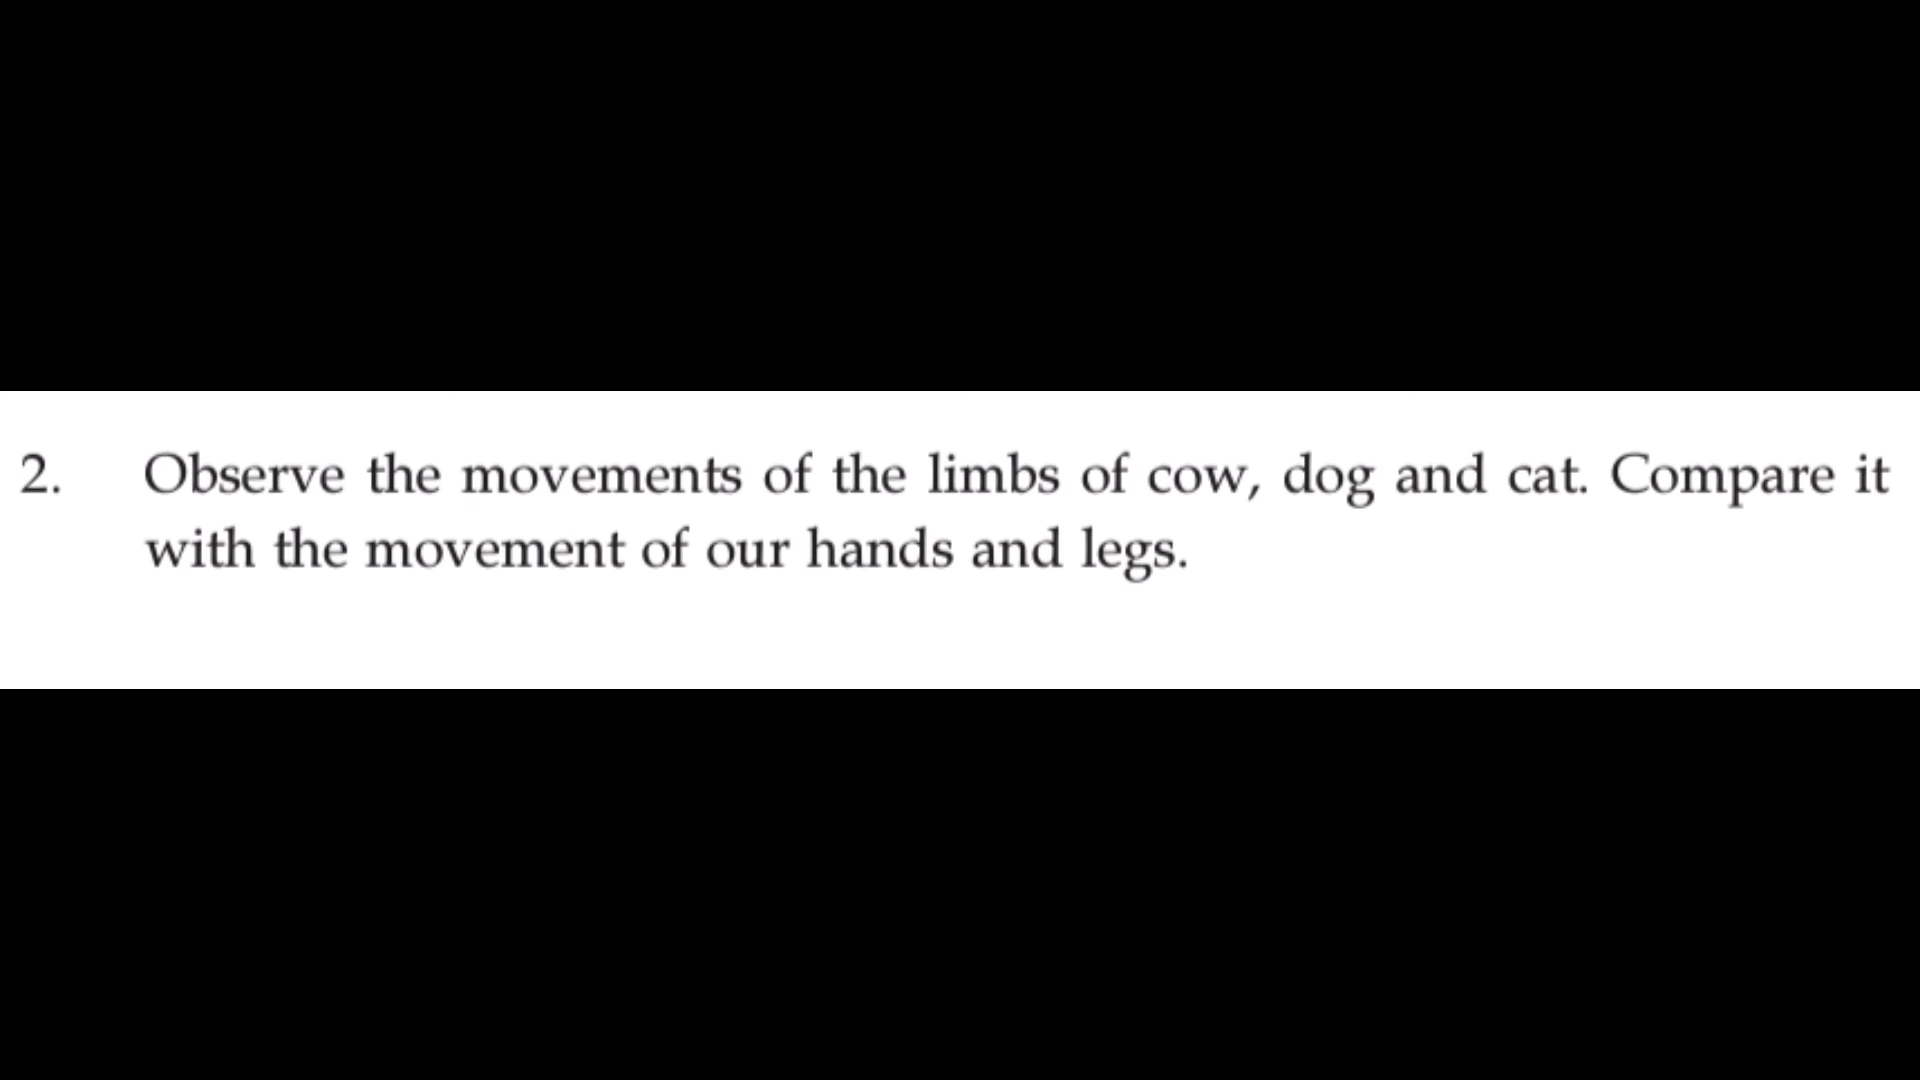 2. Observe the movements of the limbs of cow, dog and cat. Compare it
with the movement of our hands and legs.